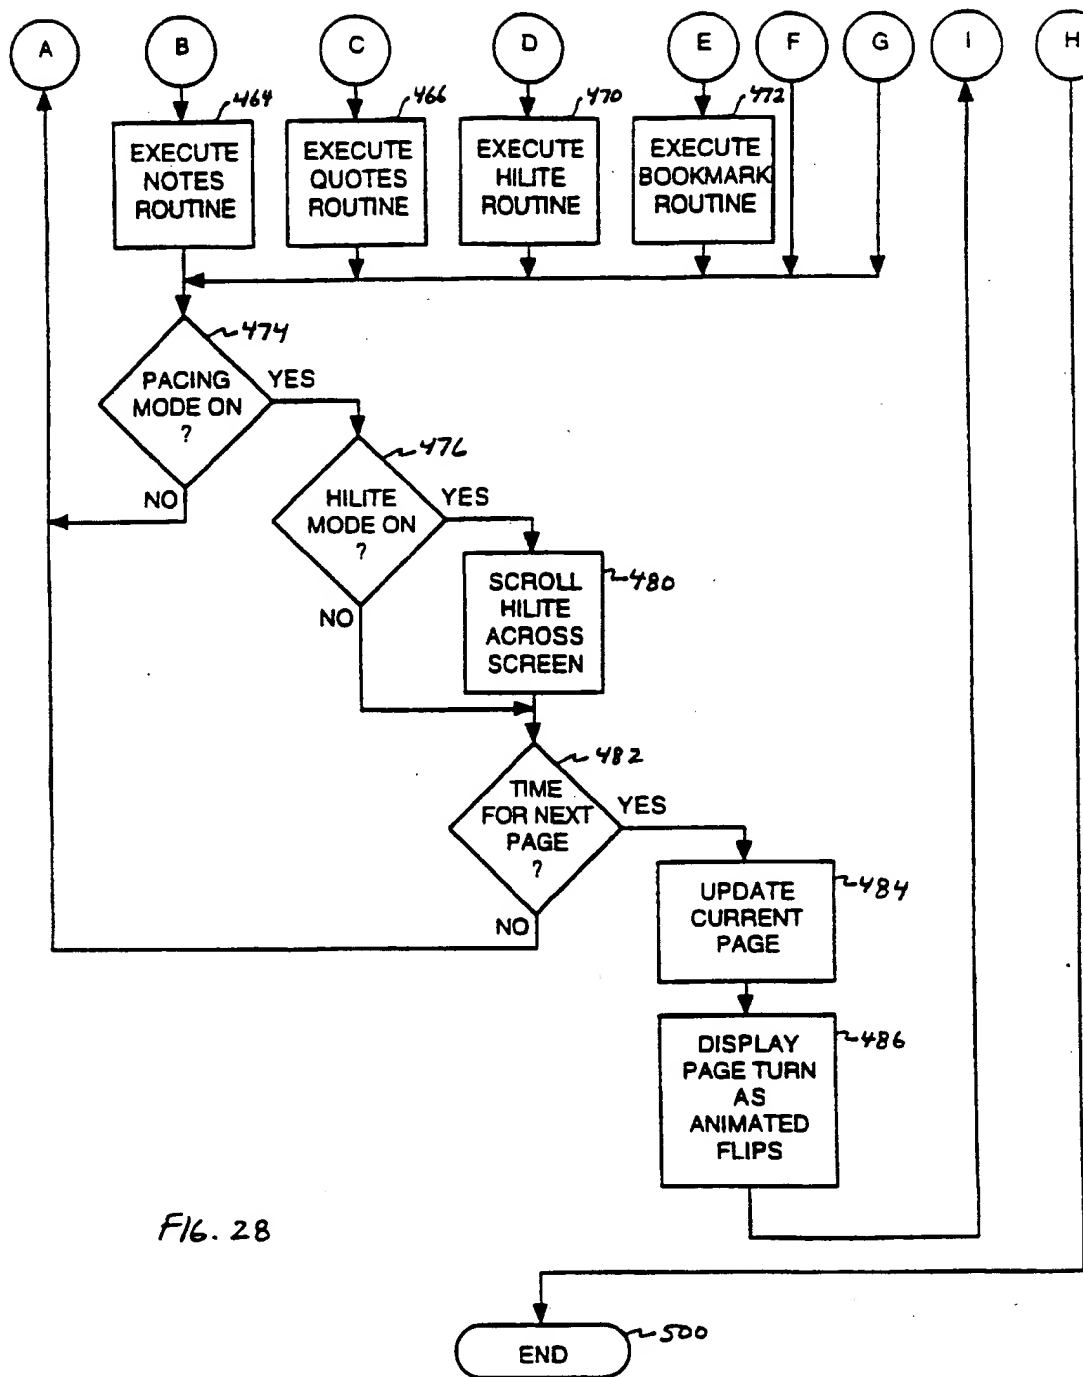 A B C D E F G I H
464 466 470 472
EXECUTE
NOTES
ROUTINE
EXECUTE
QUOTES
ROUTINE
EXECUTE
HILITE
ROUTINE
EXECUTE
BOOKMARK
ROUTINE
474
PACING
MODE ON
?
YES
NO
476
HILITE
MODE ON
?
YES
NO
480
SCROLL
HILITE
ACROSS
SCREEN
482
TIME
FOR NEXT
PAGE
?
YES
NO
484
UPDATE
CURRENT
PAGE
486
DISPLAY
PAGE TURN
AS
ANIMATED
FLIPS
FIG. 28
500
END